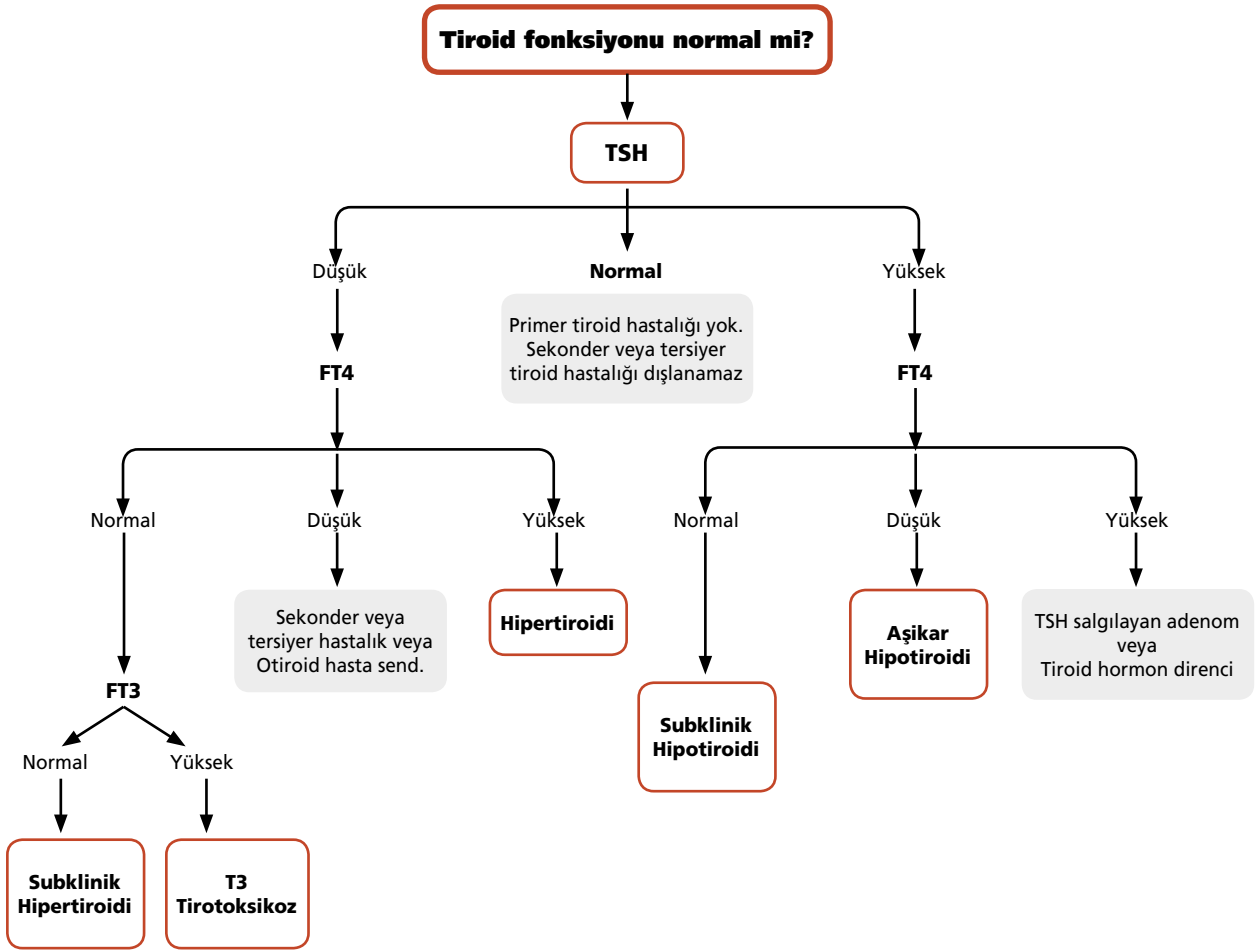 Tiroid fonksiyonu normal mi?
TSH
Düşük
Normal
Yüksek
Primer tiroid hastalığı yok.
Sekonder veya tersiyer
tiroid hastalığı dışlanamaz
FT4
FT4
Normal
Düşük
Yüksek
Normal
Düşük
Yüksek
Sekonder veya
tersiyer hastalık veya
Otiroid hasta send.
Hipertiroidi
Aşikar
Hipotiroidi
TSH salgılayan adenom
veya
Tiroid hormon direnci
FT3
Subklinik
Hipotiroidi
Normal
Yüksek
Subklinik
Hipertiroidi
T3
Tirotoksikoz